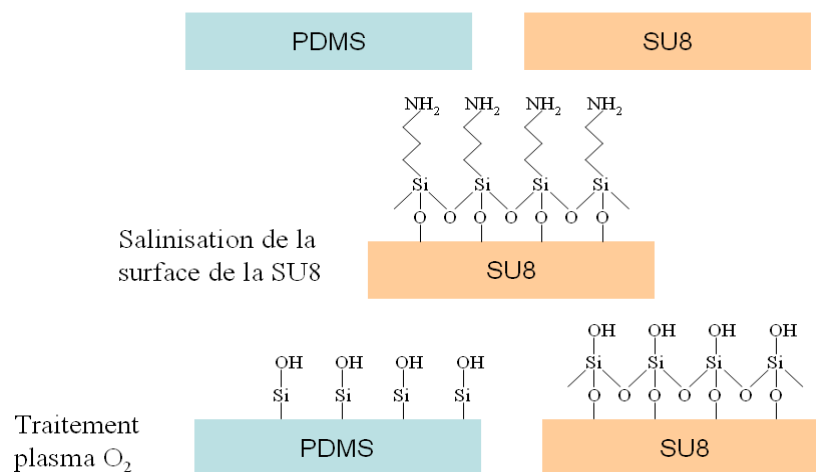 PDMS SU8
NH₂ NH₂ NH₂ NH₂
Si Si Si Si
O O O O O O O
Salinisation de la
surface de la SU8
SU8
OH OH OH OH
Si Si Si Si
O O O O O O O
OH OH OH OH
Si Si Si Si
Traitement
plasma O₂
PDMS SU8